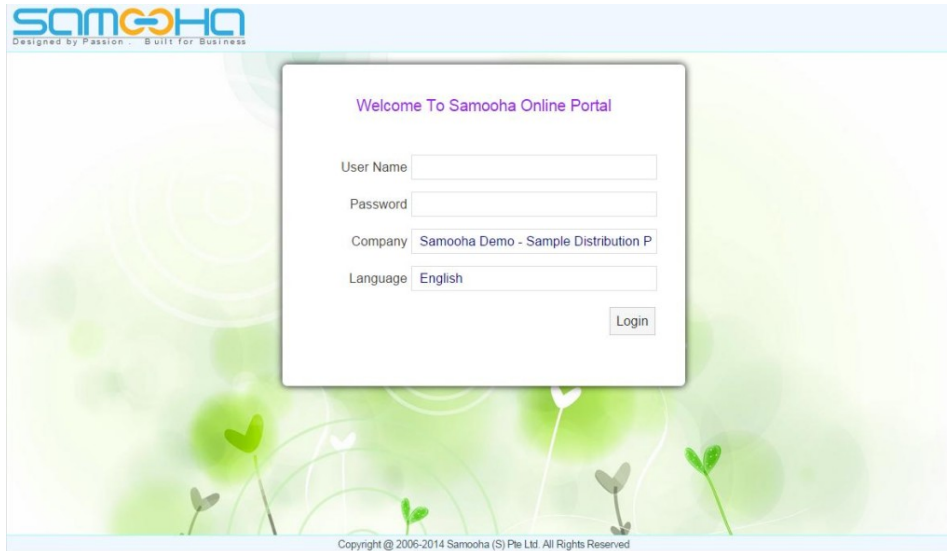 samooha
Designed by Passion . Built for Business
Welcome To Samooha Online Portal
User Name
Password
Company Samooha Demo - Sample Distribution P
Language English
Login
Copyright @ 2006-2014 Samooha (S) Pte Ltd. All Rights Reserved